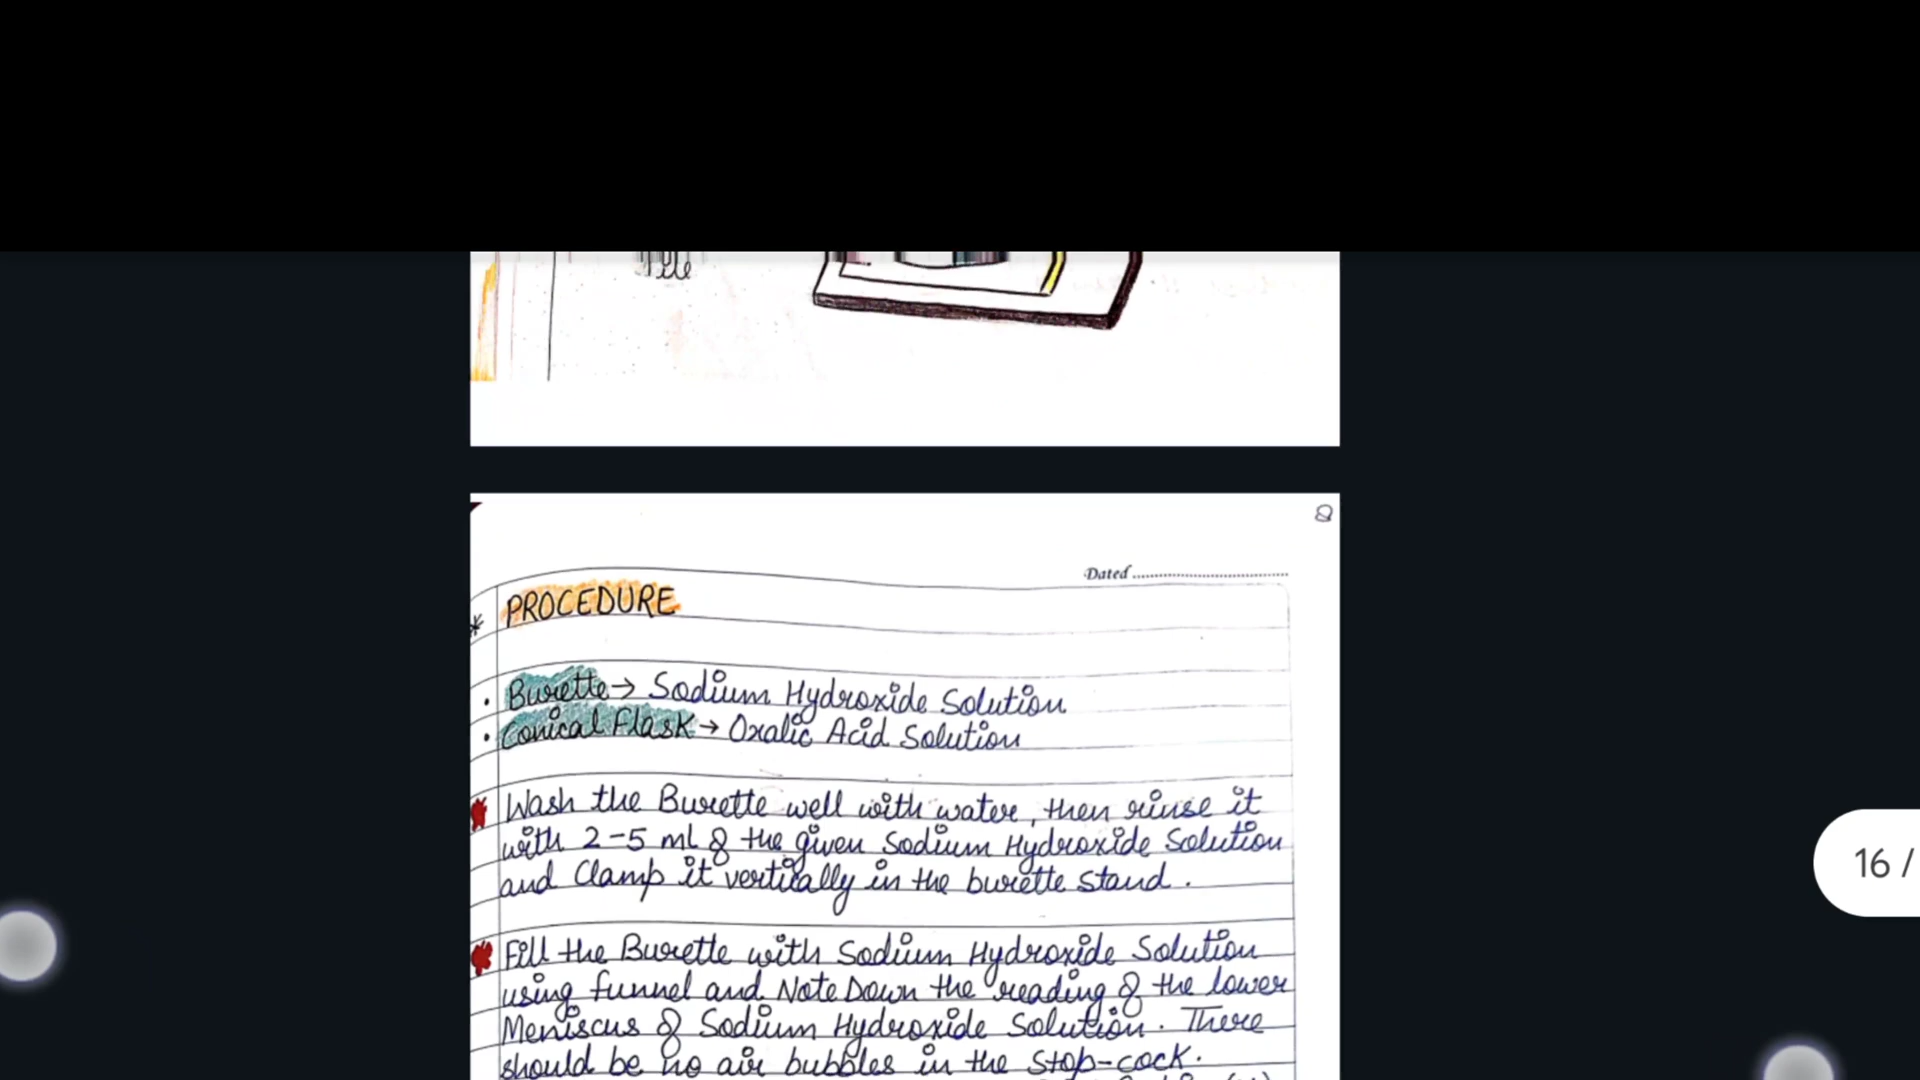 Tile
Dated
PROCEDURE
Burette → Sodium Hydroxide Solution
Conical Flask → Oxalic Acid Solution
Wash the Burette well with water, then rinse it
with 2-5 ml of the given Sodium Hydroxide Solution
and Clamp it vertically in the burette stand.
Fill the Burette with Sodium Hydroxide Solution
using funnel and Note Down the reading of the lower
Meniscus of Sodium Hydroxide Solution. There
should be no air bubbles in the Stop-cock.
16 /